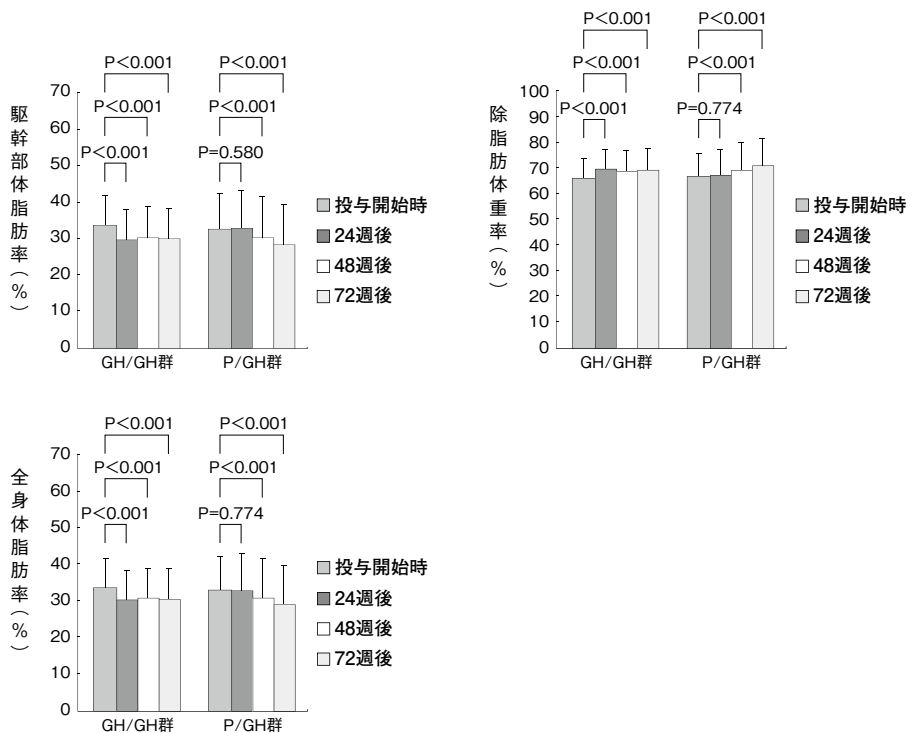 駆幹部体脂肪率(%)
P<0.001
P<0.001
P<0.001
P<0.001
P<0.001
P=0.580
70
60
50
40
30
20
10
0
GH/GH群
P/GH群
投与開始時
24週後
48週後
72週後
除脂肪体重率(%)
P<0.001
P<0.001
P<0.001
P<0.001
P<0.001
P=0.774
100
90
80
70
60
50
40
30
20
10
0
GH/GH群
P/GH群
投与開始時
24週後
48週後
72週後
全身体脂肪率(%)
P<0.001
P<0.001
P<0.001
P<0.001
P<0.001
P=0.774
70
60
50
40
30
20
10
0
GH/GH群
P/GH群
投与開始時
24週後
48週後
72週後